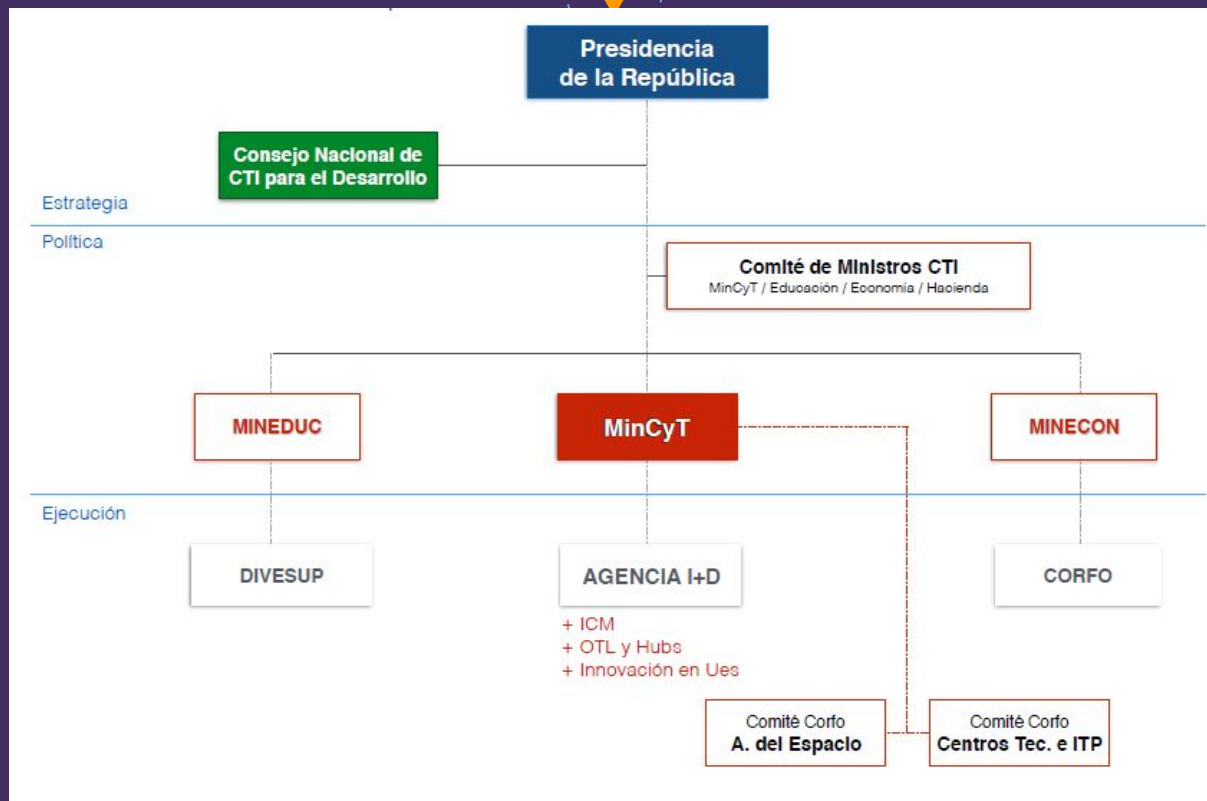 Presidencia
de la República
Consejo Nacional de
CTI para el Desarrollo
Estrategia
Política
Comité de Ministros CTI
MinCyT / Educación / Economía / Hacienda
MINEDUC
MinCyT
MINECON
Ejecución
DIVESUP
AGENCIA I+D
CORFO
+ ICM
+ OTL y Hubs
+ Innovación en Ues
Comité Corfo
A. del Espacio
Comité Corfo
Centros Tec. e ITP